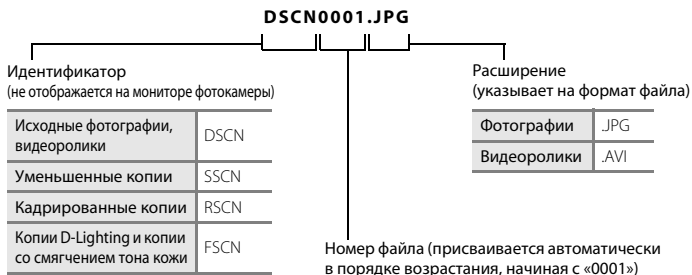 DSCN0001.JPG
Идентификатор
(не отображается на мониторе фотокамеры)
Исходные фотографии,
видеоролики
DSCN
Уменьшенные копии
SSCN
Кадрированные копии
RSCN
Копии D-Lighting и копии
со смягчением тона кожи
FSCN
Расширение
(указывает на формат файла)
Фотографии
.JPG
Видеоролики
.AVI
Номер файла (присваивается автоматически
в порядке возрастания, начиная с «0001»)